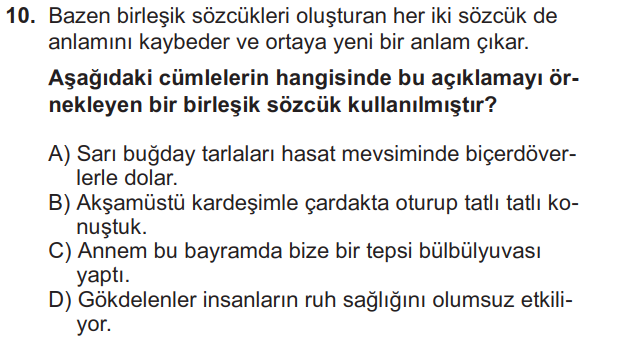 10. Bazen birleşik sözcükleri oluşturan her iki sözcük de
anlamını kaybeder ve ortaya yeni bir anlam çıkar.
Aşağıdaki cümlelerin hangisinde bu açıklamayı ör-
nekleyen bir birleşik sözcük kullanılmıştır?
A) Sarı buğday tarlaları hasat mevsiminde biçerdöver-
lerle dolar.
B) Akşamüstü kardeşimle çardakta oturup tatlı tatlı ko-
nuştuk.
C) Annem bu bayramda bize bir tepsi bülbülyuvası
yaptı.
D) Gökdelenler insanların ruh sağlığını olumsuz etkili-
yor.